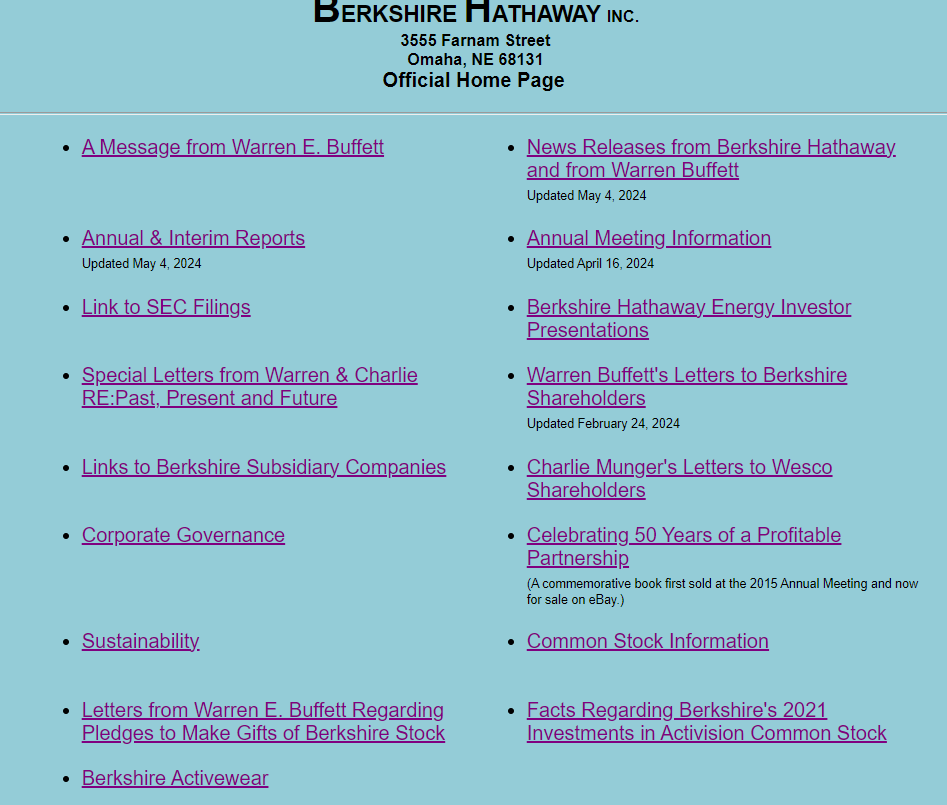 BERKSHIRE HATHAWAY INC.
3555 Farnam Street
Omaha, NE 68131
Official Home Page
A Message from Warren E. Buffett
News Releases from Berkshire Hathaway
and from Warren Buffett
Updated May 4, 2024
Annual & Interim Reports
Updated May 4, 2024
Annual Meeting Information
Updated April 16, 2024
Link to SEC Filings
Berkshire Hathaway Energy Investor
Presentations
Special Letters from Warren & Charlie
RE:Past, Present and Future
Warren Buffett's Letters to Berkshire
Shareholders
Updated February 24, 2024
Links to Berkshire Subsidiary Companies
Charlie Munger's Letters to Wesco
Shareholders
Corporate Governance
Celebrating 50 Years of a Profitable
Partnership
(A commemorative book first sold at the 2015 Annual Meeting and now
for sale on eBay.)
Sustainability
Common Stock Information
Letters from Warren E. Buffett Regarding
Pledges to Make Gifts of Berkshire Stock
Facts Regarding Berkshire's 2021
Investments in Activision Common Stock
Berkshire Activewear